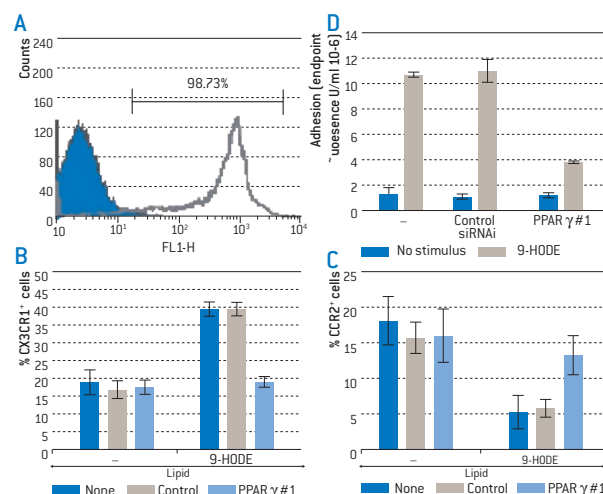 A
Counts
240
200
160
120
80
40
0
98.73%
10
10¹
10²
10³
10⁴
FL1-H
D
Adhesion (endpoint
~ uoesence U/ml 10-6)
14
12
10
8
6
4
2
0
–
Control
siRNAi
PPAR γ #1
No stimulus
9-HODE
B
% CX3CR1⁺ cells
50
45
40
35
30
25
20
15
10
5
0
–
9-HODE
Lipid
None
Control
PPAR γ #1
C
% CCR2⁺ cells
25
20
15
10
5
0
–
9-HODE
Lipid
None
Control
PPAR γ #1